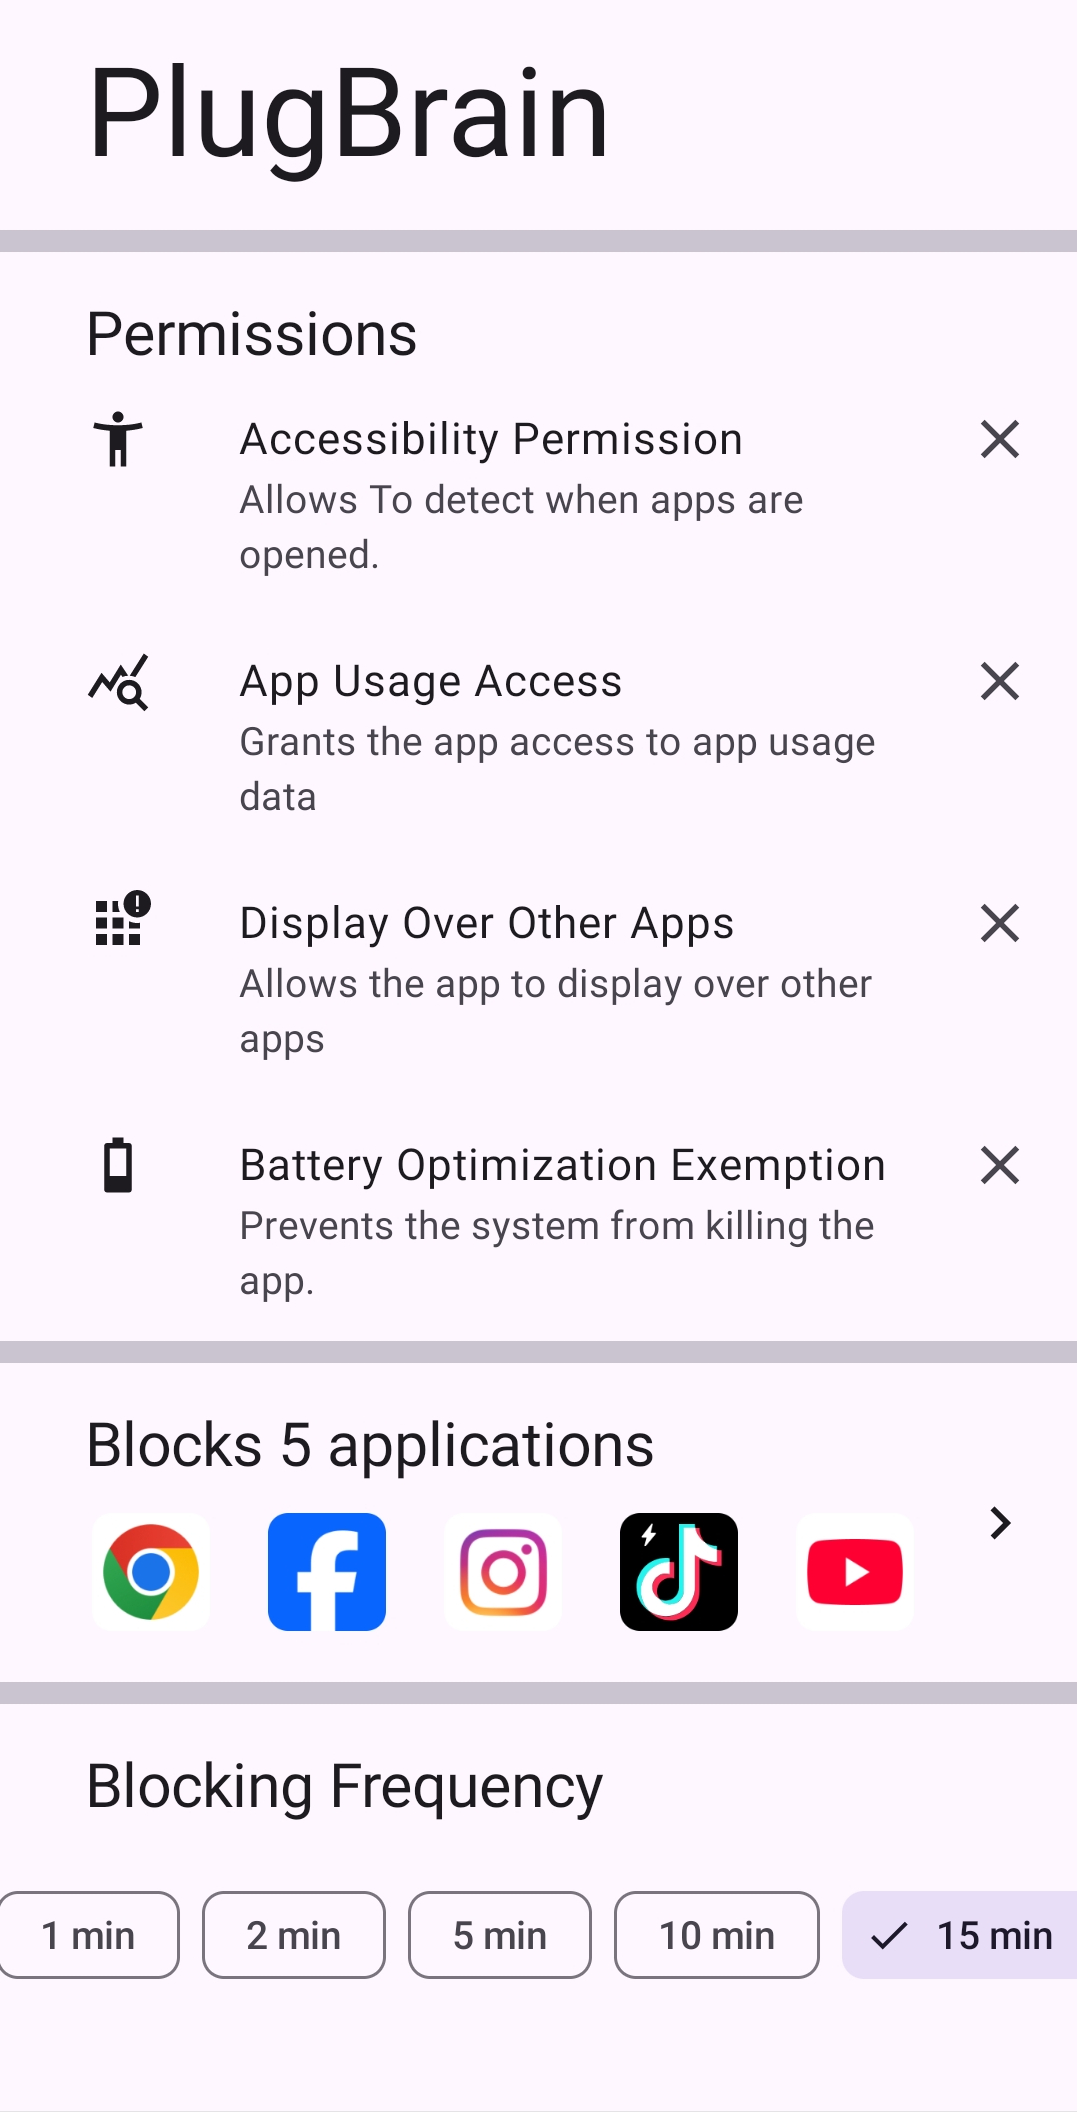 PlugBrain
Permissions
Accessibility Permission
Allows To detect when apps are
opened.
App Usage Access
Grants the app access to app usage
data
Display Over Other Apps
Allows the app to display over other
apps
Battery Optimization Exemption
Prevents the system from killing the
app.
Blocks 5 applications
Blocking Frequency
1 min
2 min
5 min
10 min
15 min